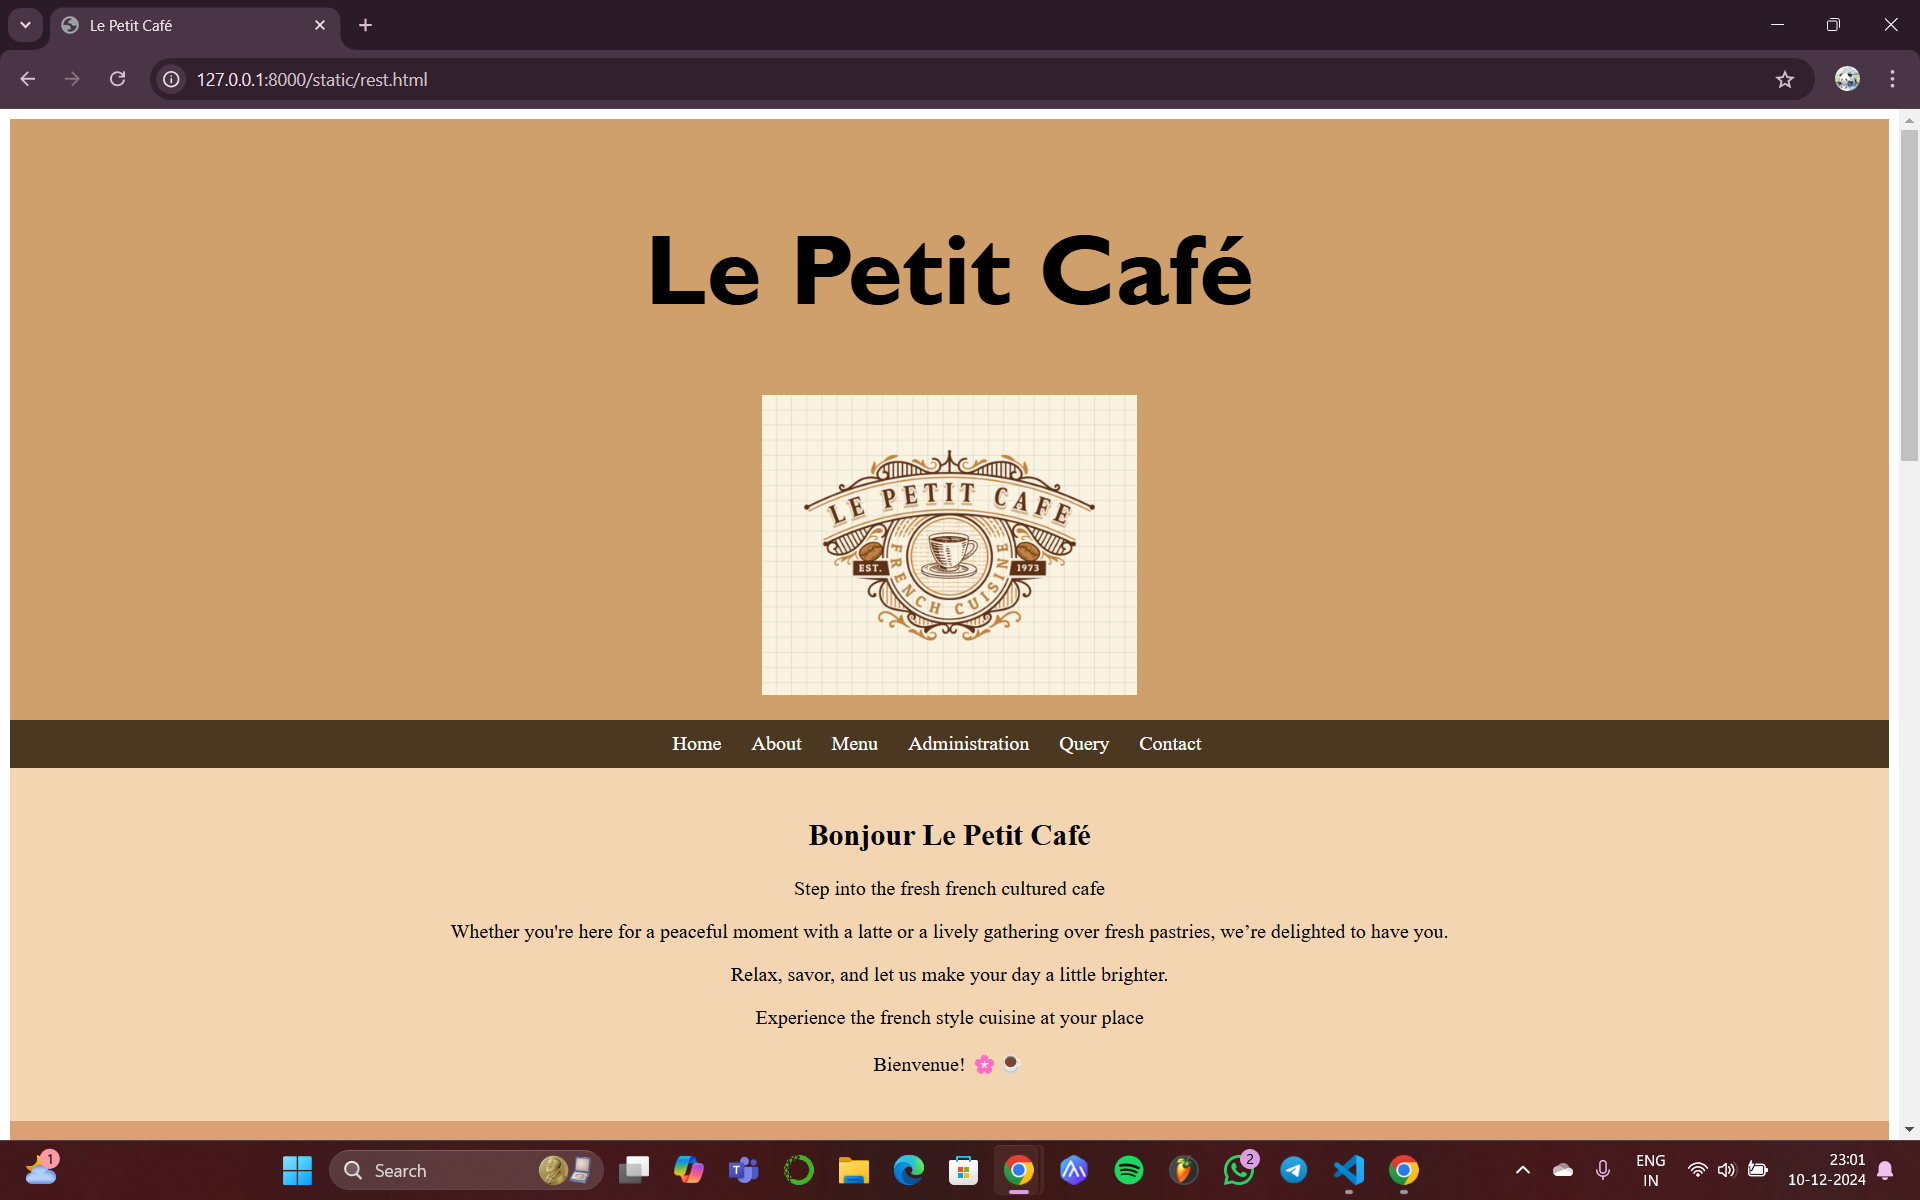 Le Petit Café
127.0.0.1:8000/static/rest.html
Le Petit Café
LE PETIT CAFE
EST. 1973
FRENCH CUISINE
Home About Menu Administration Query Contact
Bonjour Le Petit Café
Step into the fresh french cultured cafe
Whether you're here for a peaceful moment with a latte or a lively gathering over fresh pastries, we’re delighted to have you.
Relax, savor, and let us make your day a little brighter.
Experience the french style cuisine at your place
Bienvenue! 🌸 ☕
1
Search
2
ENG
IN
23:01
10-12-2024